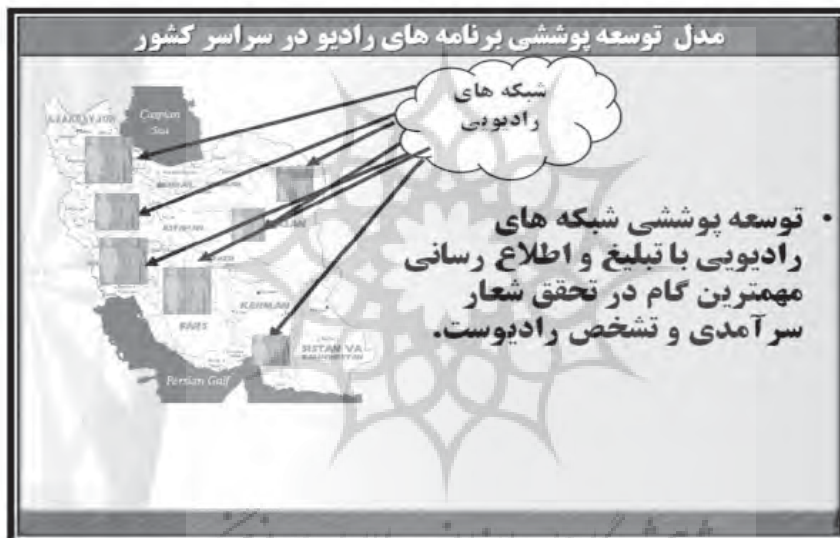 مدل توسعه پوششی برنامه های رادیو در سراسر کشور
شبکه های
رادیویی
• توسعه پوششی شبکه های
رادیویی با تبلیغ و اطلاع رسانی
مهمترین گام در تحقق شعار
سرآمدی و تشخص رادیوست.
Caspian
Sea
KERMAN
FARS
SISTAN VA
BALUCHESTAN
Persian Gulf